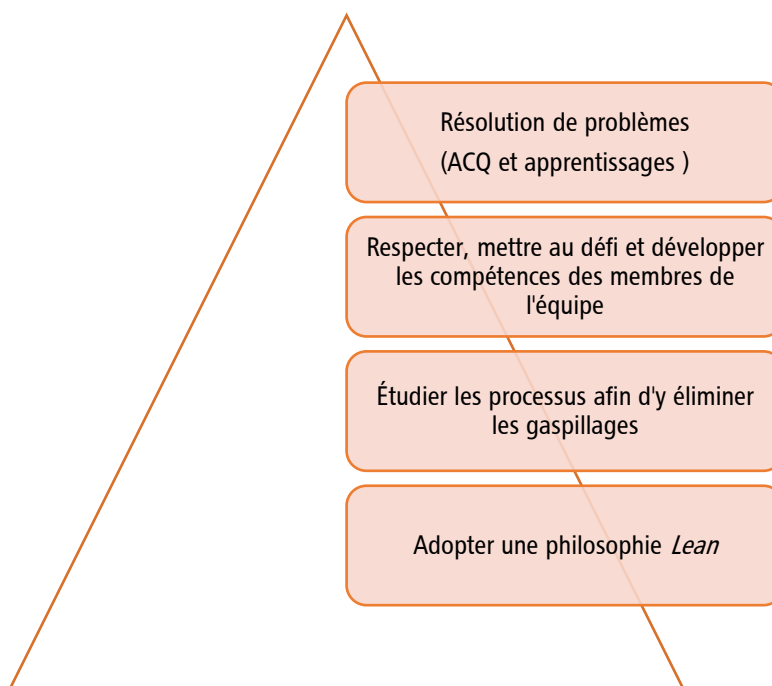 Résolution de problèmes
(ACQ et apprentissages )
Respecter, mettre au défi et développer
les compétences des membres de
l'équipe
Étudier les processus afin d'y éliminer
les gaspillages
Adopter une philosophie Lean